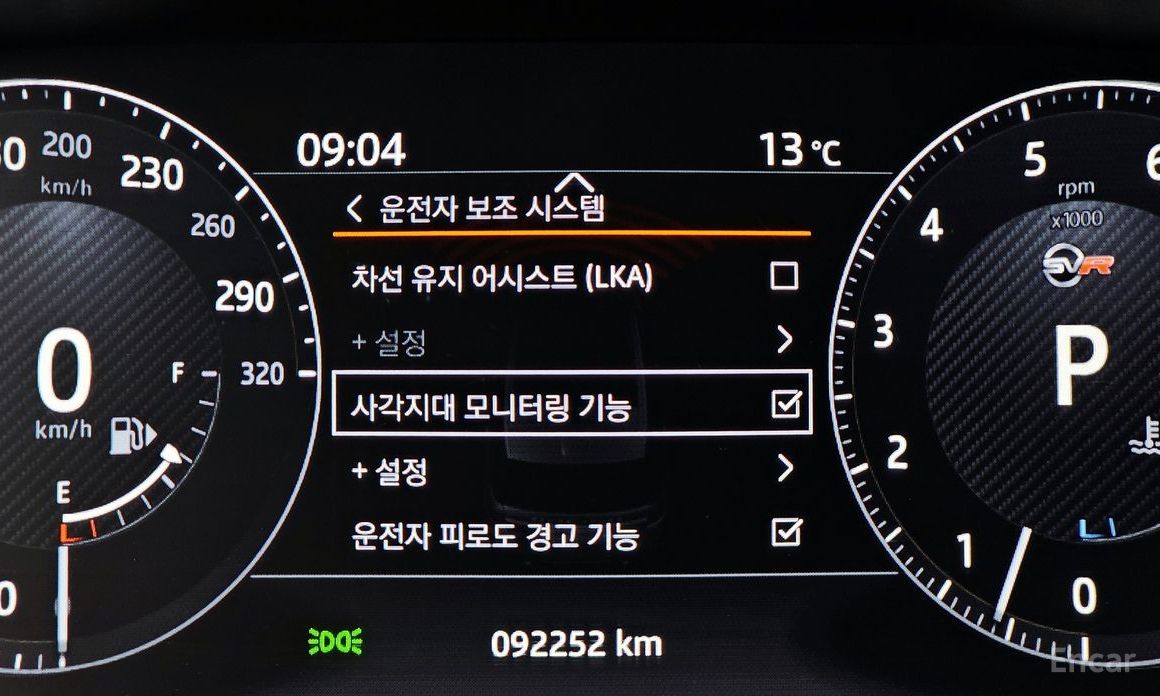 09:04
13 °C
< 운전자 보조 시스템
차선 유지 어시스트 (LKA)
+ 설정
사각지대 모니터링 기능
+ 설정
운전자 피로도 경고 기능
092252 km
200
km/h
230
260
290
320
0
km/h
F
E
0
5
6
rpm
x1000
4
SVR
3
P
2
1
0
Encar